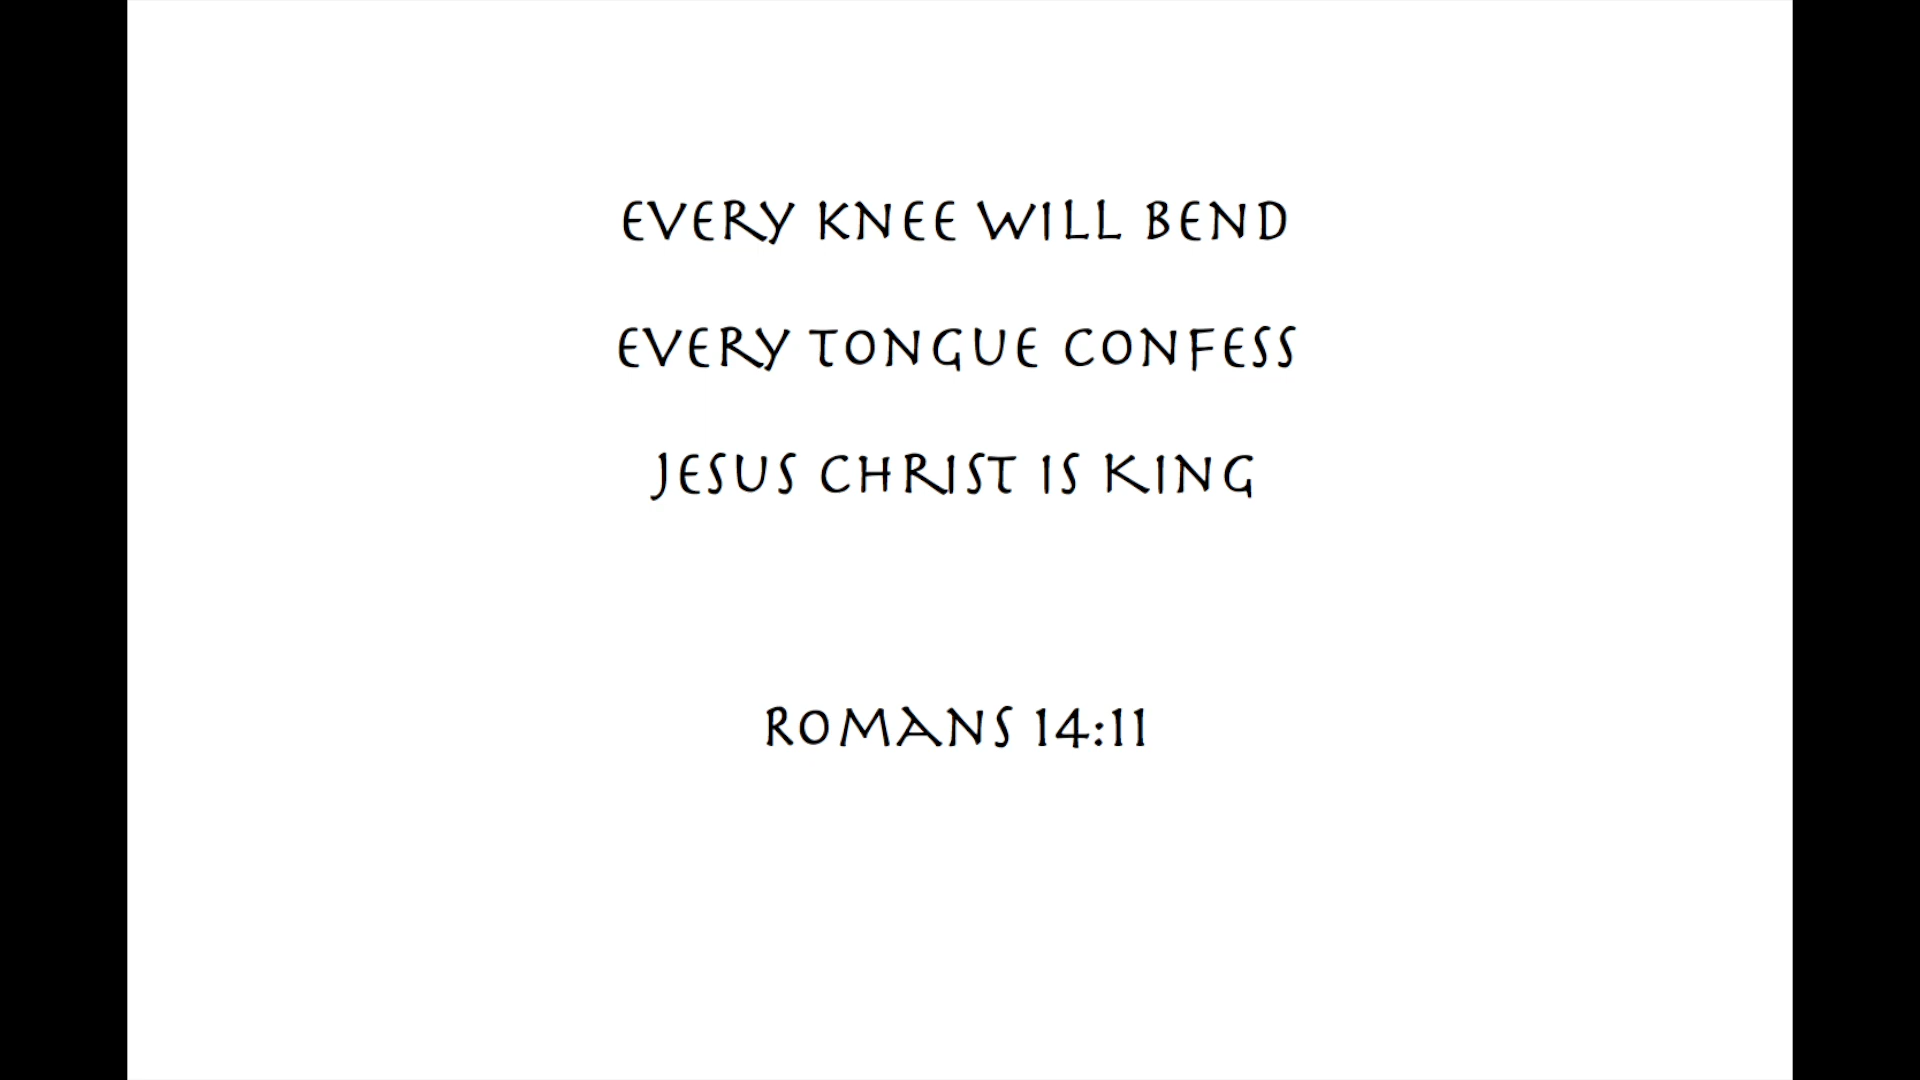 EVERY KNEE WILL BEND
EVERY TONGUE CONFESS
JESUS CHRIST IS KING
ROMANS 14:11